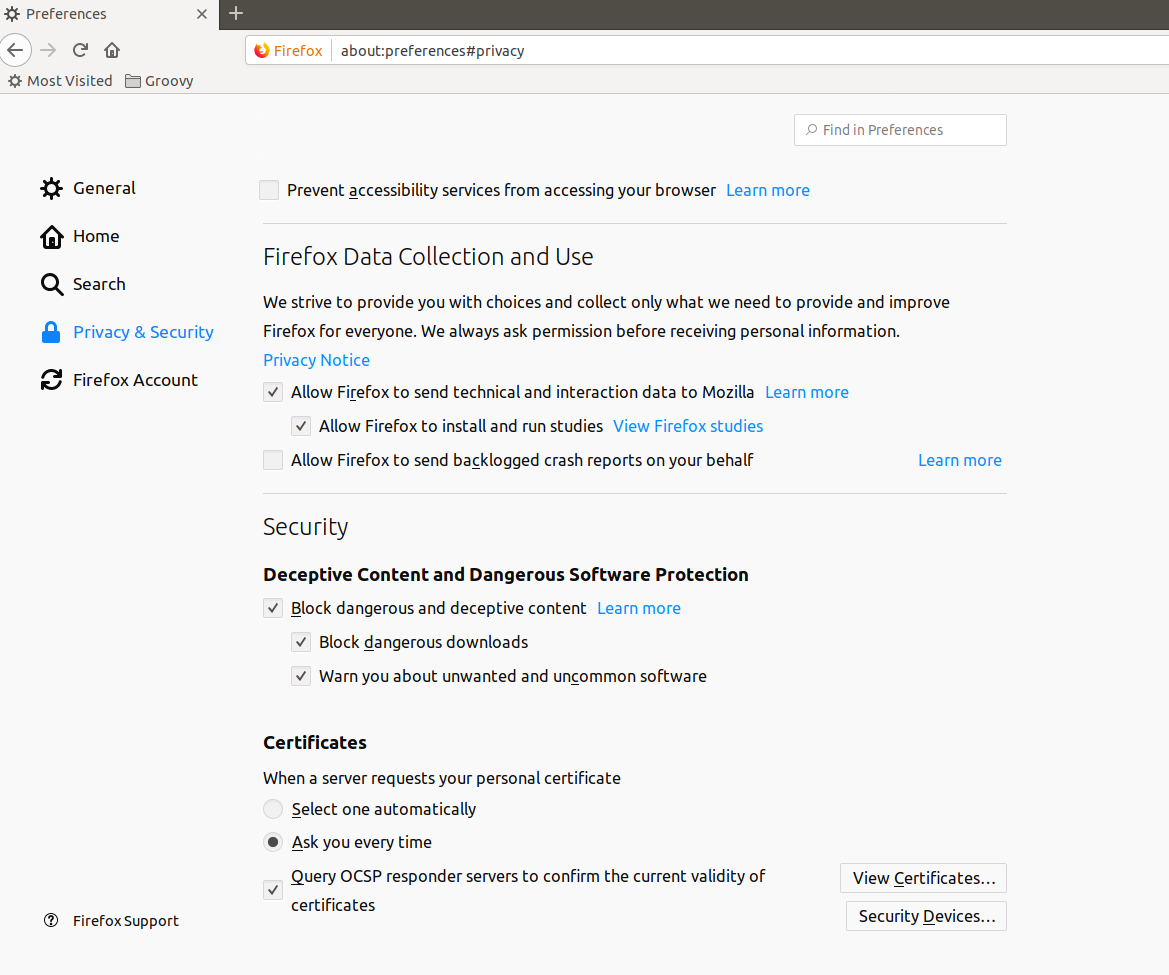 Preferences
Firefox about:preferences#privacy
Most Visited Groovy
Find in Preferences
General
Home
Search
Privacy & Security
Firefox Account
Firefox Support
Prevent accessibility services from accessing your browser Learn more
Firefox Data Collection and Use
We strive to provide you with choices and collect only what we need to provide and improve
Firefox for everyone. We always ask permission before receiving personal information.
Privacy Notice
Allow Firefox to send technical and interaction data to Mozilla Learn more
Allow Firefox to install and run studies View Firefox studies
Allow Firefox to send backlogged crash reports on your behalf Learn more
Security
Deceptive Content and Dangerous Software Protection
Block dangerous and deceptive content Learn more
Block dangerous downloads
Warn you about unwanted and uncommon software
Certificates
When a server requests your personal certificate
Select one automatically
Ask you every time
Query OCSP responder servers to confirm the current validity of
certificates
View Certificates…
Security Devices…